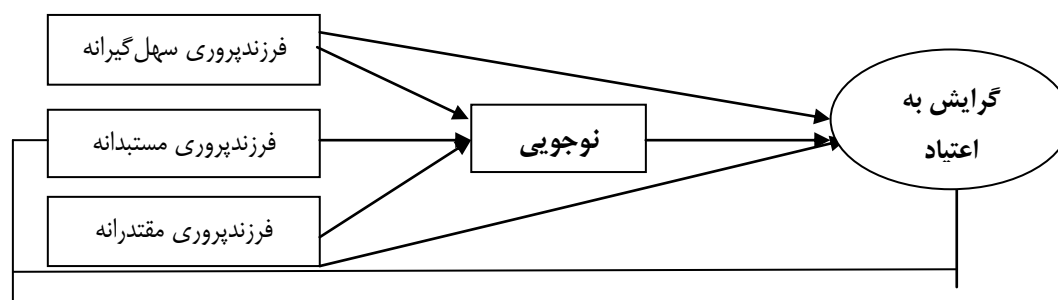 فرزندپروری سهل‌گیرانه
فرزندپروری مستبدانه
فرزندپروری مقتدرانه
نوجویی
گرایش به
اعتیاد